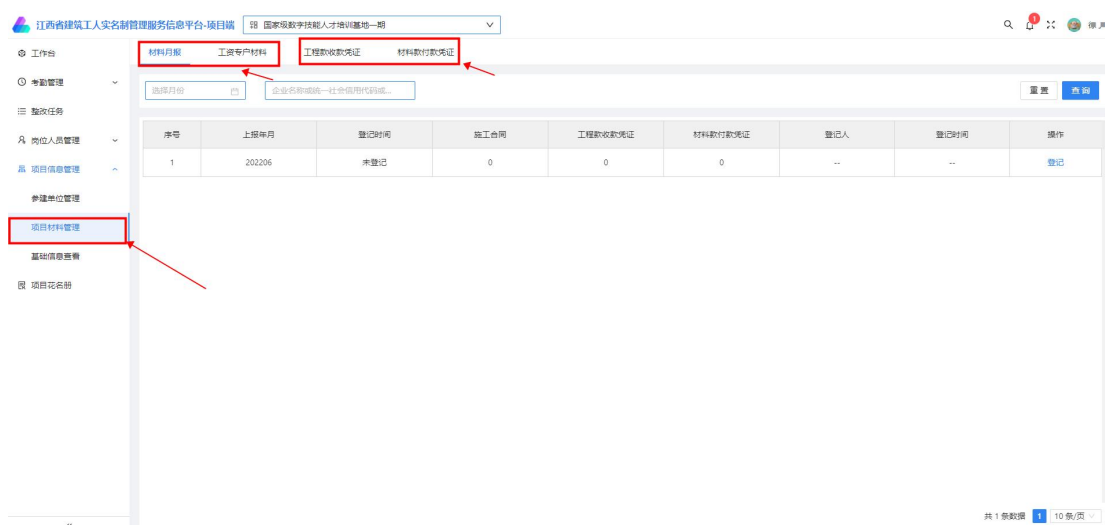 江西省建筑工人实名制管理服务信息平台-项目端 国家级数字技能人才培训基地一期
1
工作台
材料月报 工资专户材料 工程款收款凭证 材料款付款凭证
考勤管理
选择月份 企业名称或统一社会信用代码或... 重置 查询
整改任务
序号 上报年月 登记时间 施工合同 工程款收款凭证 材料款付款凭证 登记人 登记时间 操作
岗位人员管理
1 202206 未登记 0 0 0 -- -- 登记
项目信息管理
参建单位管理
项目材料管理
基础信息查看
项目花名册
共 1 条数据 1 10 条/页